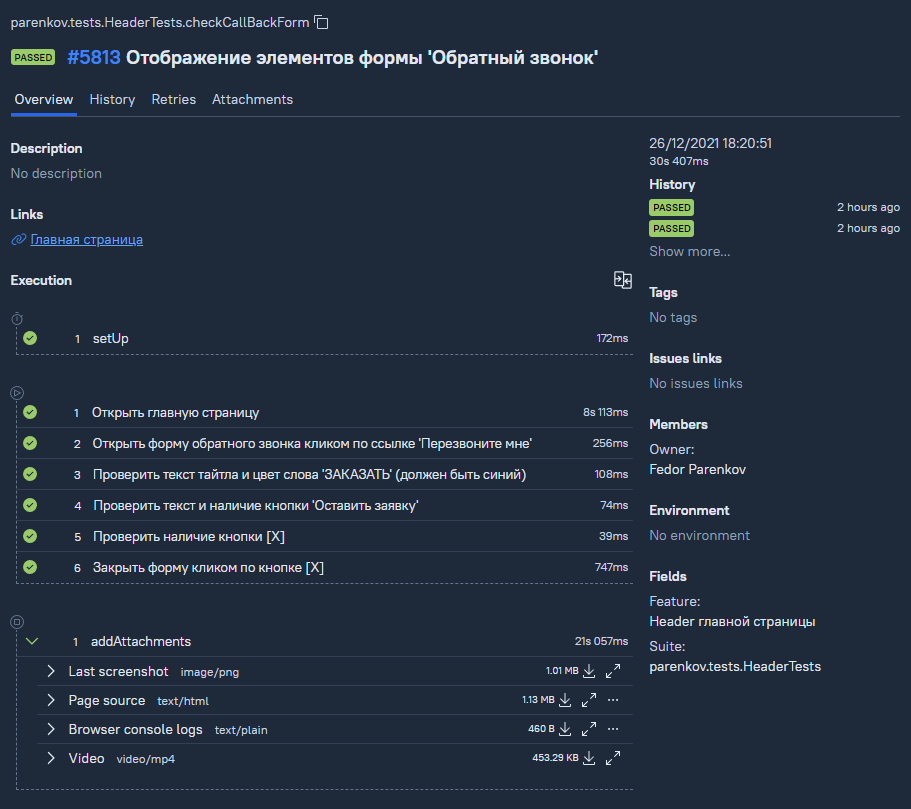 parenkov.tests.HeaderTests.checkCallBackForm
PASSED #5813 Отображение элементов формы 'Обратный звонок'
Overview History Retries Attachments
Description
No description
Links
Главная страница
Execution
1 setUp 172ms
1 Открыть главную страницу 8s 113ms
2 Открыть форму обратного звонка кликом по ссылке 'Перезвоните мне' 256ms
3 Проверить текст тайтла и цвет слова 'ЗАКАЗАТЬ' (должен быть синий) 108ms
4 Проверить текст и наличие кнопки 'Оставить заявку' 74ms
5 Проверить наличие кнопки [X] 39ms
6 Закрыть форму кликом по кнопке [X] 747ms
1 addAttachments 21s 057ms
Last screenshot image/png 1.01 MB
Page source text/html 1.13 MB ···
Browser console logs text/plain 460 B ···
Video video/mp4 453.29 KB
26/12/2021 18:20:51
30s 407ms
History
PASSED 2 hours ago
PASSED 2 hours ago
Show more...
Tags
No tags
Issues links
No issues links
Members
Owner:
Fedor Parenkov
Environment
No environment
Fields
Feature:
Header главной страницы
Suite:
parenkov.tests.HeaderTests